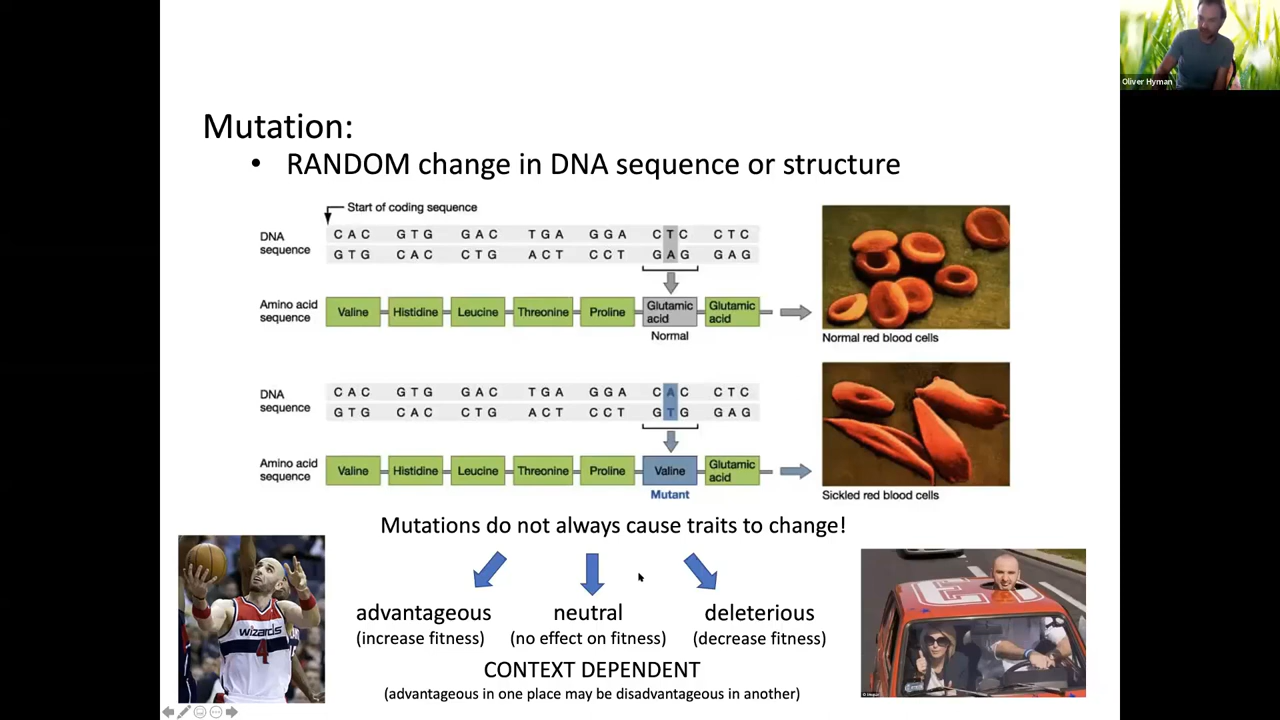 Oliver Hyman
Mutation:
• RANDOM change in DNA sequence or structure
Start of coding sequence
DNA sequence
CAC GTG GAC TGA GGA CTC CTC
GTG CAC CTG ACT CCT GAG GAG
Amino acid sequence
Valine Histidine Leucine Threonine Proline Glutamic acid Glutamic acid
Normal
Normal red blood cells
DNA sequence
CAC GTG GAC TGA GGA CAC CTC
GTG CAC CTG ACT CCT GTG GAG
Amino acid sequence
Valine Histidine Leucine Threonine Proline Valine Glutamic acid
Mutant
Sickled red blood cells
Mutations do not always cause traits to change!
advantageous neutral deleterious
(increase fitness) (no effect on fitness) (decrease fitness)
CONTEXT DEPENDENT
(advantageous in one place may be disadvantageous in another)
wizards
4